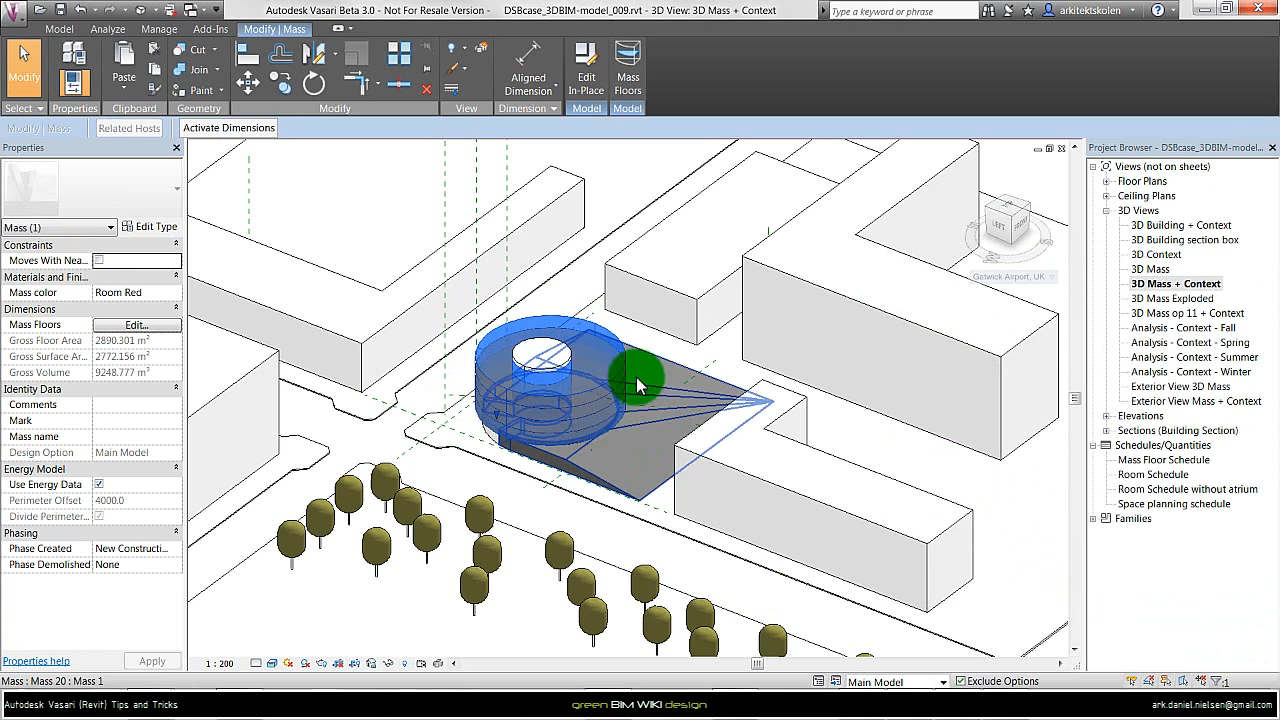 Autodesk Vasari Beta 3.0 - Not For Resale Version - DSBcase_3DBIM-model_009.rvt - 3D View: 3D Mass + Context
Type a keyword or phrase
arkitektskolen
Model Analyze Manage Add-Ins Modify | Mass
Cut
Join
Paint
Modify
Paste
Aligned
Dimension
Edit
In-Place
Mass
Floors
Select Properties Clipboard Geometry Modify View Dimension Model Model
Modify | Mass Related Hosts Activate Dimensions
Properties
Mass (1) Edit Type
Constraints
Moves With Nea...
Materials and Fini...
Mass color Room Red
Dimensions
Mass Floors Edit...
Gross Floor Area 2890.301 m²
Gross Surface Ar... 2772.156 m²
Gross Volume 9248.777 m³
Identity Data
Comments
Mark
Mass name
Design Option Main Model
Energy Model
Use Energy Data
Perimeter Offset 4000.0
Divide Perimeter...
Phasing
Phase Created New Constructi...
Phase Demolished None
Properties help Apply
LEFT FRONT
Gatwick Airport, UK
Project Browser - DSBcase_3DBIM-model...
Views (not on sheets)
Floor Plans
Ceiling Plans
3D Views
3D Building + Context
3D Building section box
3D Context
3D Mass
3D Mass + Context
3D Mass Exploded
3D Mass op 11 + Context
Analysis - Context - Fall
Analysis - Context - Spring
Analysis - Context - Summer
Analysis - Context - Winter
Exterior View 3D Mass
Exterior View Mass + Context
Elevations
Sections (Building Section)
Schedules/Quantities
Mass Floor Schedule
Room Schedule
Room Schedule without atrium
Space planning schedule
Families
1 : 200
Mass : Mass 20 : Mass 1
Main Model
Exclude Options
:1
Autodesk Vasari (Revit) Tips and Tricks
green BIM WIKI design
ark.daniel.nielsen@gmail.com